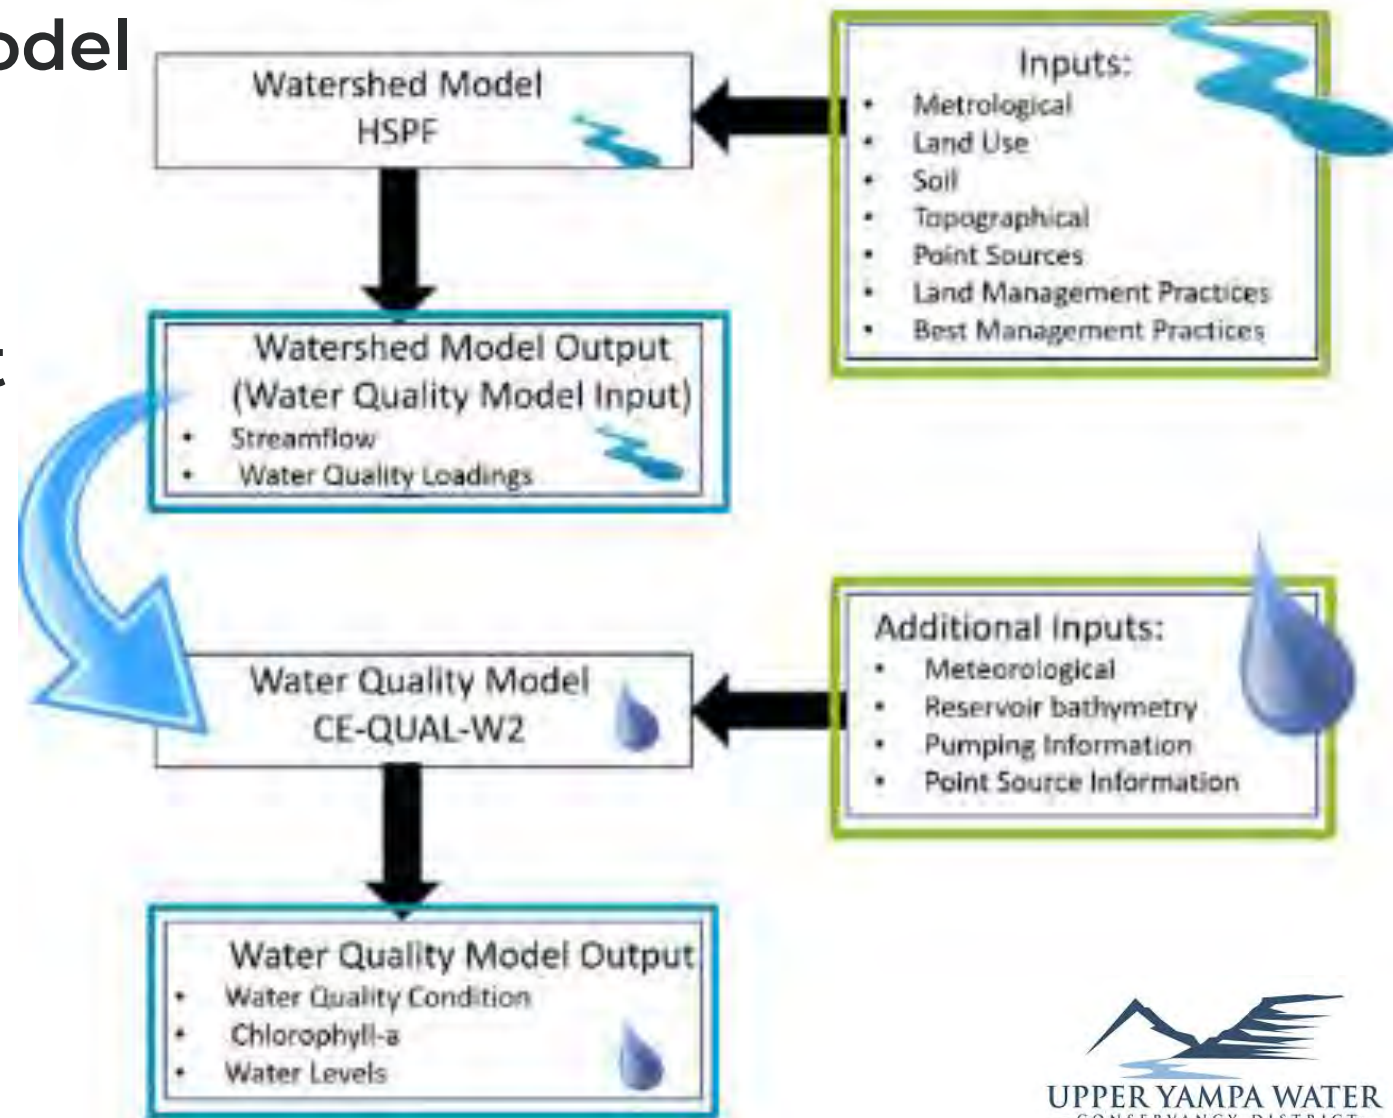 odel
Watershed Model
HSPF
Inputs:
• Metrological
• Land Use
• Soil
• Topographical
• Point Sources
• Land Management Practices
• Best Management Practices
t
Watershed Model Output
(Water Quality Model Input)
• Streamflow
• Water Quality Loadings
Water Quality Model
CE-QUAL-W2
Additional Inputs:
• Meteorological
• Reservoir bathymetry
• Pumping Information
• Point Source Information
Water Quality Model Output
• Water Quality Condition
• Chlorophyll-a
• Water Levels
UPPER YAMPA WATER
CONSERVANCY DISTRICT